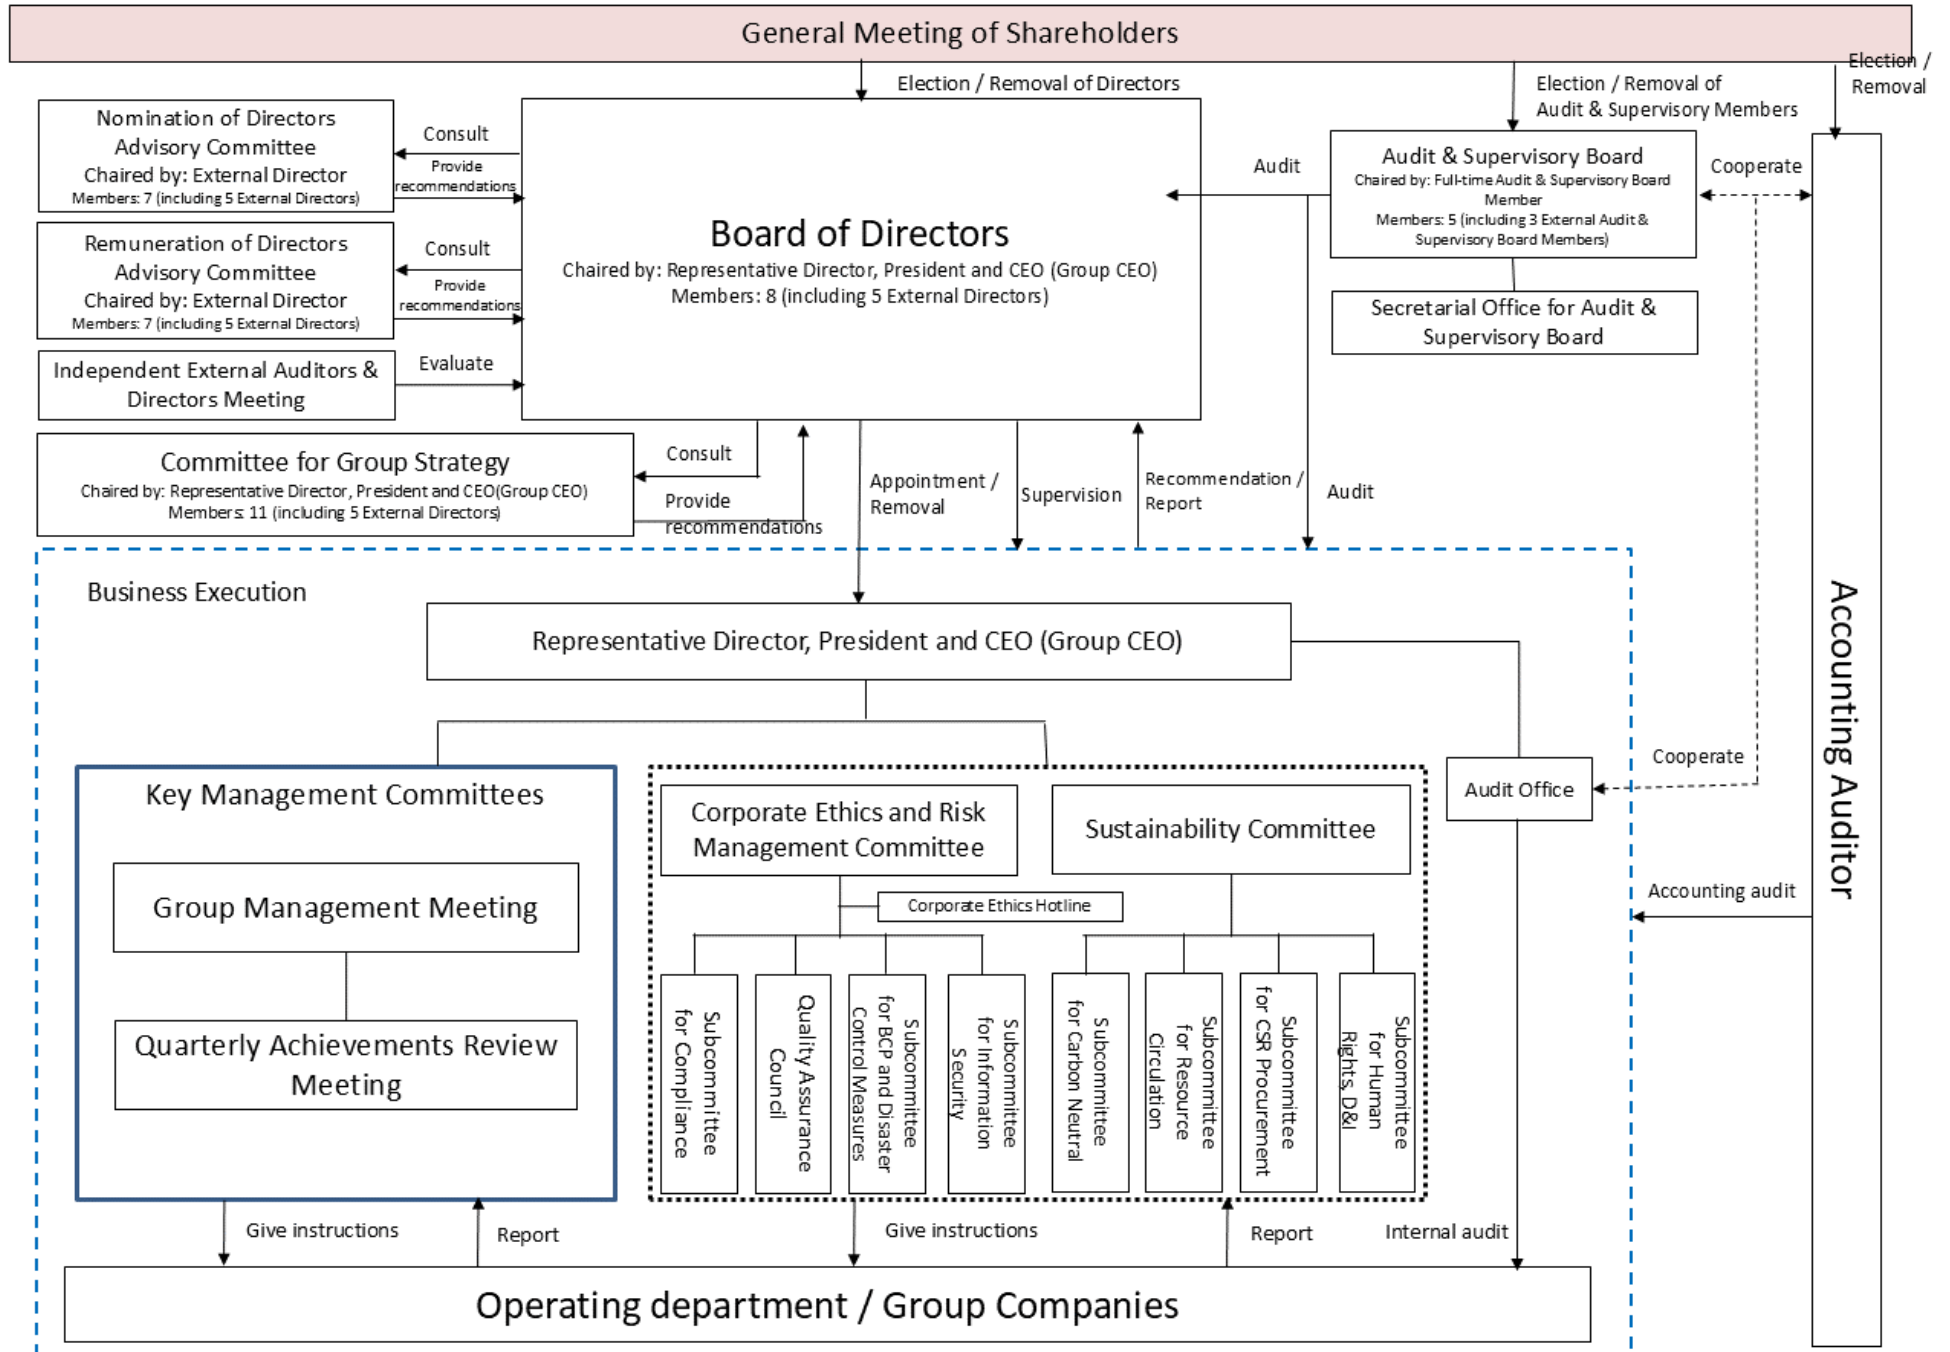 General Meeting of Shareholders
Election / Removal of Directors
Election / Removal of
Audit & Supervisory Members
Election /
Removal
Nomination of Directors
Advisory Committee
Chaired by: External Director
Members: 7 (including 5 External Directors)
Consult
Provide
recommendations
Remuneration of Directors
Advisory Committee
Chaired by: External Director
Members: 7 (including 5 External Directors)
Consult
Provide
recommendations
Independent External Auditors &
Directors Meeting
Evaluate
Board of Directors
Chaired by: Representative Director, President and CEO (Group CEO)
Members: 8 (including 5 External Directors)
Audit
Audit & Supervisory Board
Chaired by: Full-time Audit & Supervisory Board
Member
Members: 5 (including 3 External Audit &
Supervisory Board Members)
Cooperate
Secretarial Office for Audit &
Supervisory Board
Committee for Group Strategy
Chaired by: Representative Director, President and CEO(Group CEO)
Members: 11 (including 5 External Directors)
Consult
Provide
recommendations
Appointment /
Removal
Supervision
Recommendation /
Report
Audit
Business Execution
Representative Director, President and CEO (Group CEO)
Accounting Auditor
Cooperate
Audit Office
Accounting audit
Key Management Committees
Group Management Meeting
Quarterly Achievements Review
Meeting
Corporate Ethics and Risk
Management Committee
Sustainability Committee
Corporate Ethics Hotline
Subcommittee
for Compliance
Quality Assurance
Council
Subcommittee
for BCP and Disaster
Control Measures
Subcommittee
for Information
Security
Subcommittee
for Carbon Neutral
Subcommittee
for Resource
Circulation
Subcommittee
for CSR Procurement
Subcommittee
for Human
Rights, D&I
Give instructions
Report
Give instructions
Report
Internal audit
Operating department / Group Companies